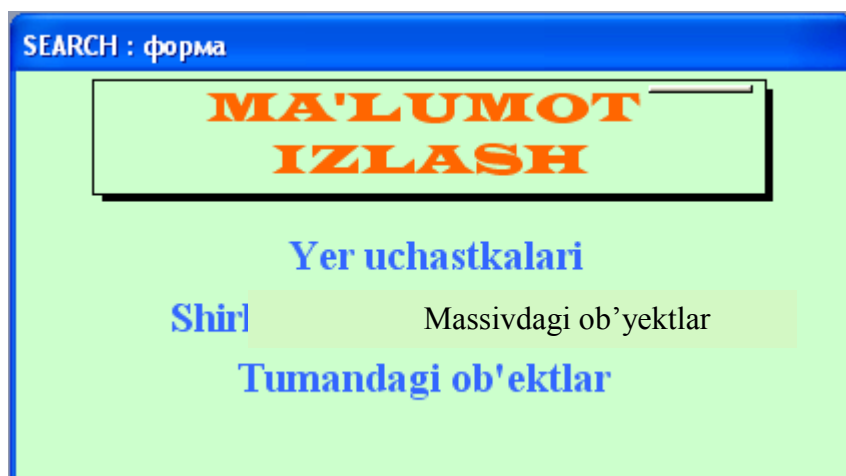 SEARCH : форма
MA'LUMOT
IZLASH
Yer uchastkalari
Massivdagi ob’yektlar
Tumandagi ob'ektlar